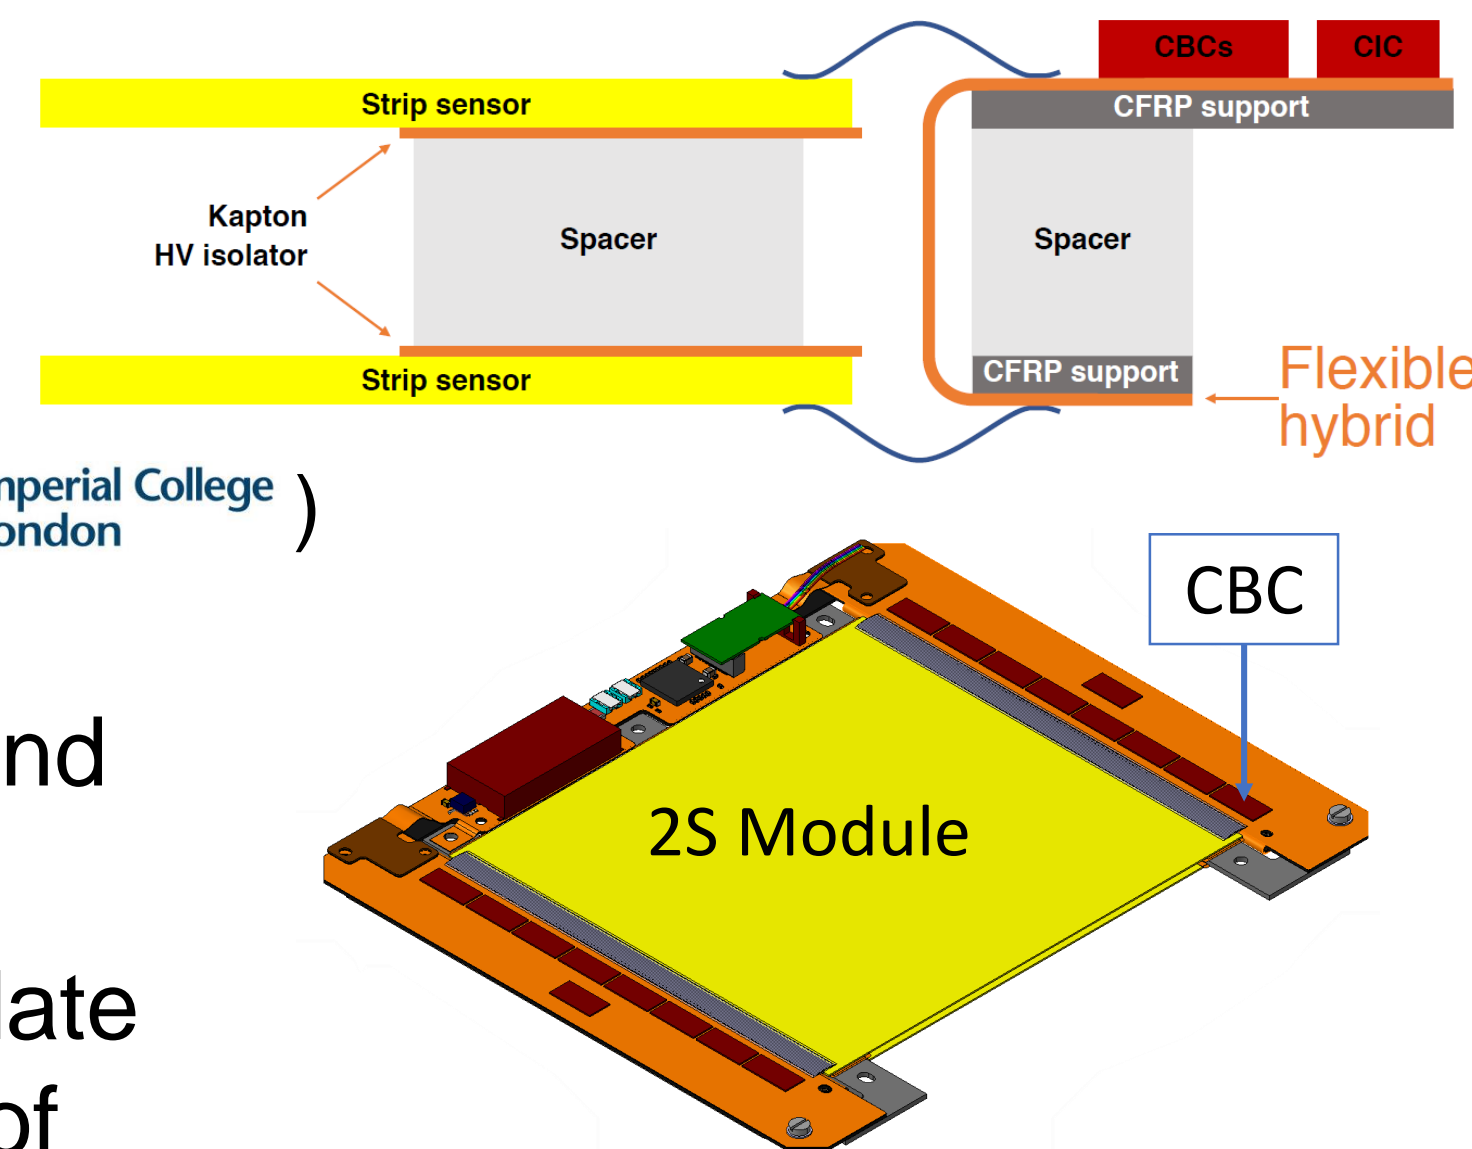 CBCs
CIC
Strip sensor
CFRP support
Kapton
HV isolator
Spacer
Spacer
Strip sensor
CFRP support
Flexible
hybrid
mperial College )
ondon
CBC
nd
2S Module
late
of